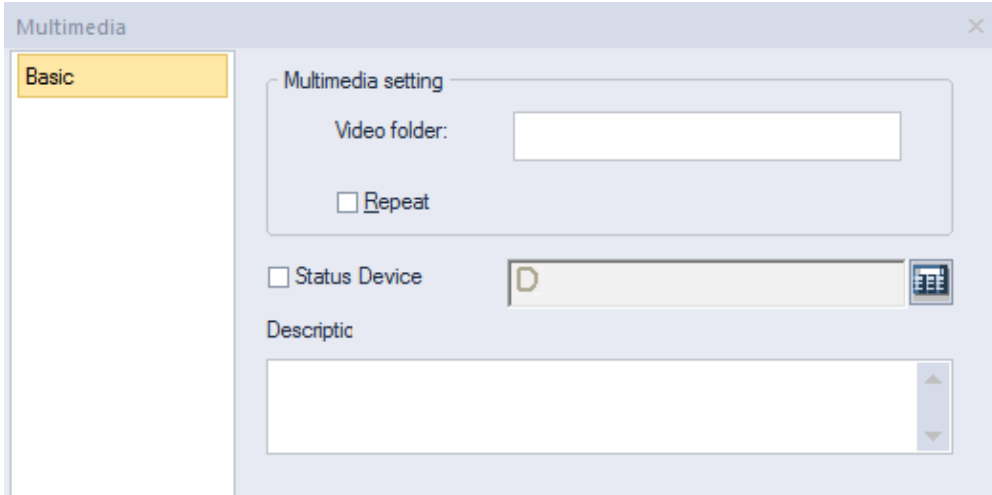 Multimedia
Basic
Multimedia setting
Video folder:
Repeat
Status Device
D
Descriptic